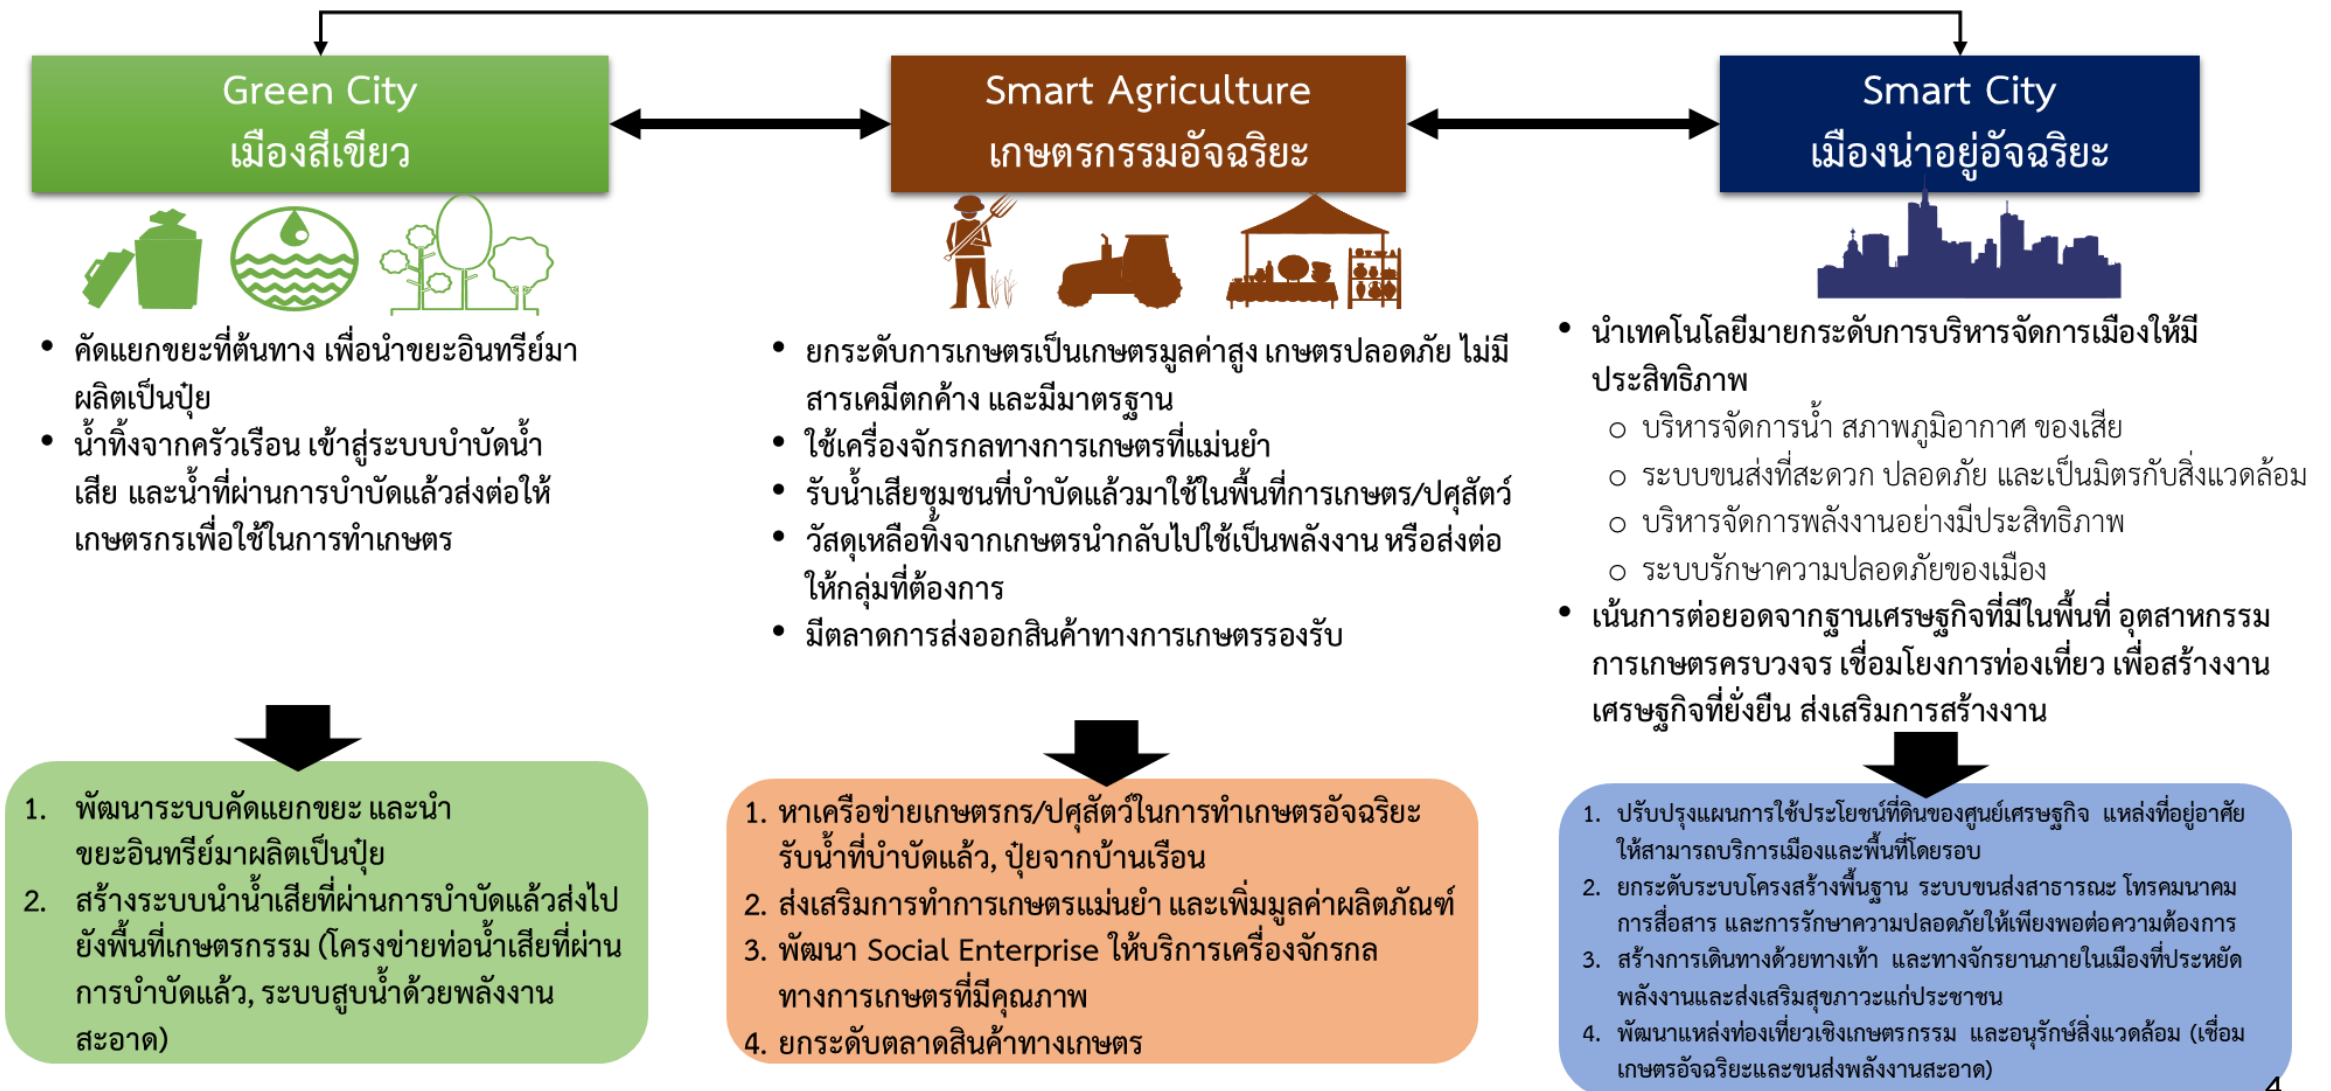 Green City
เมืองสีเขียว
• คัดแยกขยะที่ต้นทาง เพื่อนำขยะอินทรีย์มา
ผลิตเป็นปุ๋ย
• น้ำทิ้งจากครัวเรือน เข้าสู่ระบบบำบัดน้ำ
เสีย และน้ำที่ผ่านการบำบัดแล้วส่งต่อให้
เกษตรกรเพื่อใช้ในการทำเกษตร
1. พัฒนาระบบคัดแยกขยะ และนำ
ขยะอินทรีย์มาผลิตเป็นปุ๋ย
2. สร้างระบบนำน้ำเสียที่ผ่านการบำบัดแล้วส่งไป
ยังพื้นที่เกษตรกรรม (โครงข่ายท่อน้ำเสียที่ผ่าน
การบำบัดแล้ว, ระบบสูบน้ำด้วยพลังงาน
สะอาด)
Smart Agriculture
เกษตรกรรมอัจฉริยะ
• ยกระดับการเกษตรเป็นเกษตรมูลค่าสูง เกษตรปลอดภัย ไม่มี
สารเคมีตกค้าง และมีมาตรฐาน
• ใช้เครื่องจักรกลทางการเกษตรที่แม่นยำ
• รับน้ำเสียชุมชนที่บำบัดแล้วมาใช้ในพื้นที่การเกษตร/ปศุสัตว์
• วัสดุเหลือทิ้งจากเกษตรนำกลับไปใช้เป็นพลังงาน หรือส่งต่อ
ให้กลุ่มที่ต้องการ
• มีตลาดการส่งออกสินค้าทางการเกษตรรองรับ
1. หาเครือข่ายเกษตรกร/ปศุสัตว์ในการทำเกษตรอัจฉริยะ
รับน้ำที่บำบัดแล้ว, ปุ๋ยจากบ้านเรือน
2. ส่งเสริมการทำการเกษตรแม่นยำ และเพิ่มมูลค่าผลิตภัณฑ์
3. พัฒนา Social Enterprise ให้บริการเครื่องจักรกล
ทางการเกษตรที่มีคุณภาพ
4. ยกระดับตลาดสินค้าทางเกษตร
Smart City
เมืองน่าอยู่อัจฉริยะ
• นำเทคโนโลยีมายกระดับการบริหารจัดการเมืองให้มี
ประสิทธิภาพ
o บริหารจัดการน้ำ สภาพภูมิอากาศ ของเสีย
o ระบบขนส่งที่สะดวก ปลอดภัย และเป็นมิตรกับสิ่งแวดล้อม
o บริหารจัดการพลังงานอย่างมีประสิทธิภาพ
o ระบบรักษาความปลอดภัยของเมือง
• เน้นการต่อยอดจากฐานเศรษฐกิจที่มีในพื้นที่ อุตสาหกรรม
การเกษตรครบวงจร เชื่อมโยงการท่องเที่ยว เพื่อสร้างงาน
เศรษฐกิจที่ยั่งยืน ส่งเสริมการสร้างงาน
1. ปรับปรุงแผนการใช้ประโยชน์ที่ดินของศูนย์เศรษฐกิจ แหล่งที่อยู่อาศัย
ให้สามารถบริการเมืองและพื้นที่โดยรอบ
2. ยกระดับระบบโครงสร้างพื้นฐาน ระบบขนส่งสาธารณะ โทรคมนาคม
การสื่อสาร และการรักษาความปลอดภัยให้เพียงพอต่อความต้องการ
3. สร้างการเดินทางด้วยทางเท้า และทางจักรยานภายในเมืองที่ประหยัด
พลังงานและส่งเสริมสุขภาวะแก่ประชาชน
4. พัฒนาแหล่งท่องเที่ยวเชิงเกษตรกรรม และอนุรักษ์สิ่งแวดล้อม (เชื่อม
เกษตรอัจฉริยะและขนส่งพลังงานสะอาด)
4